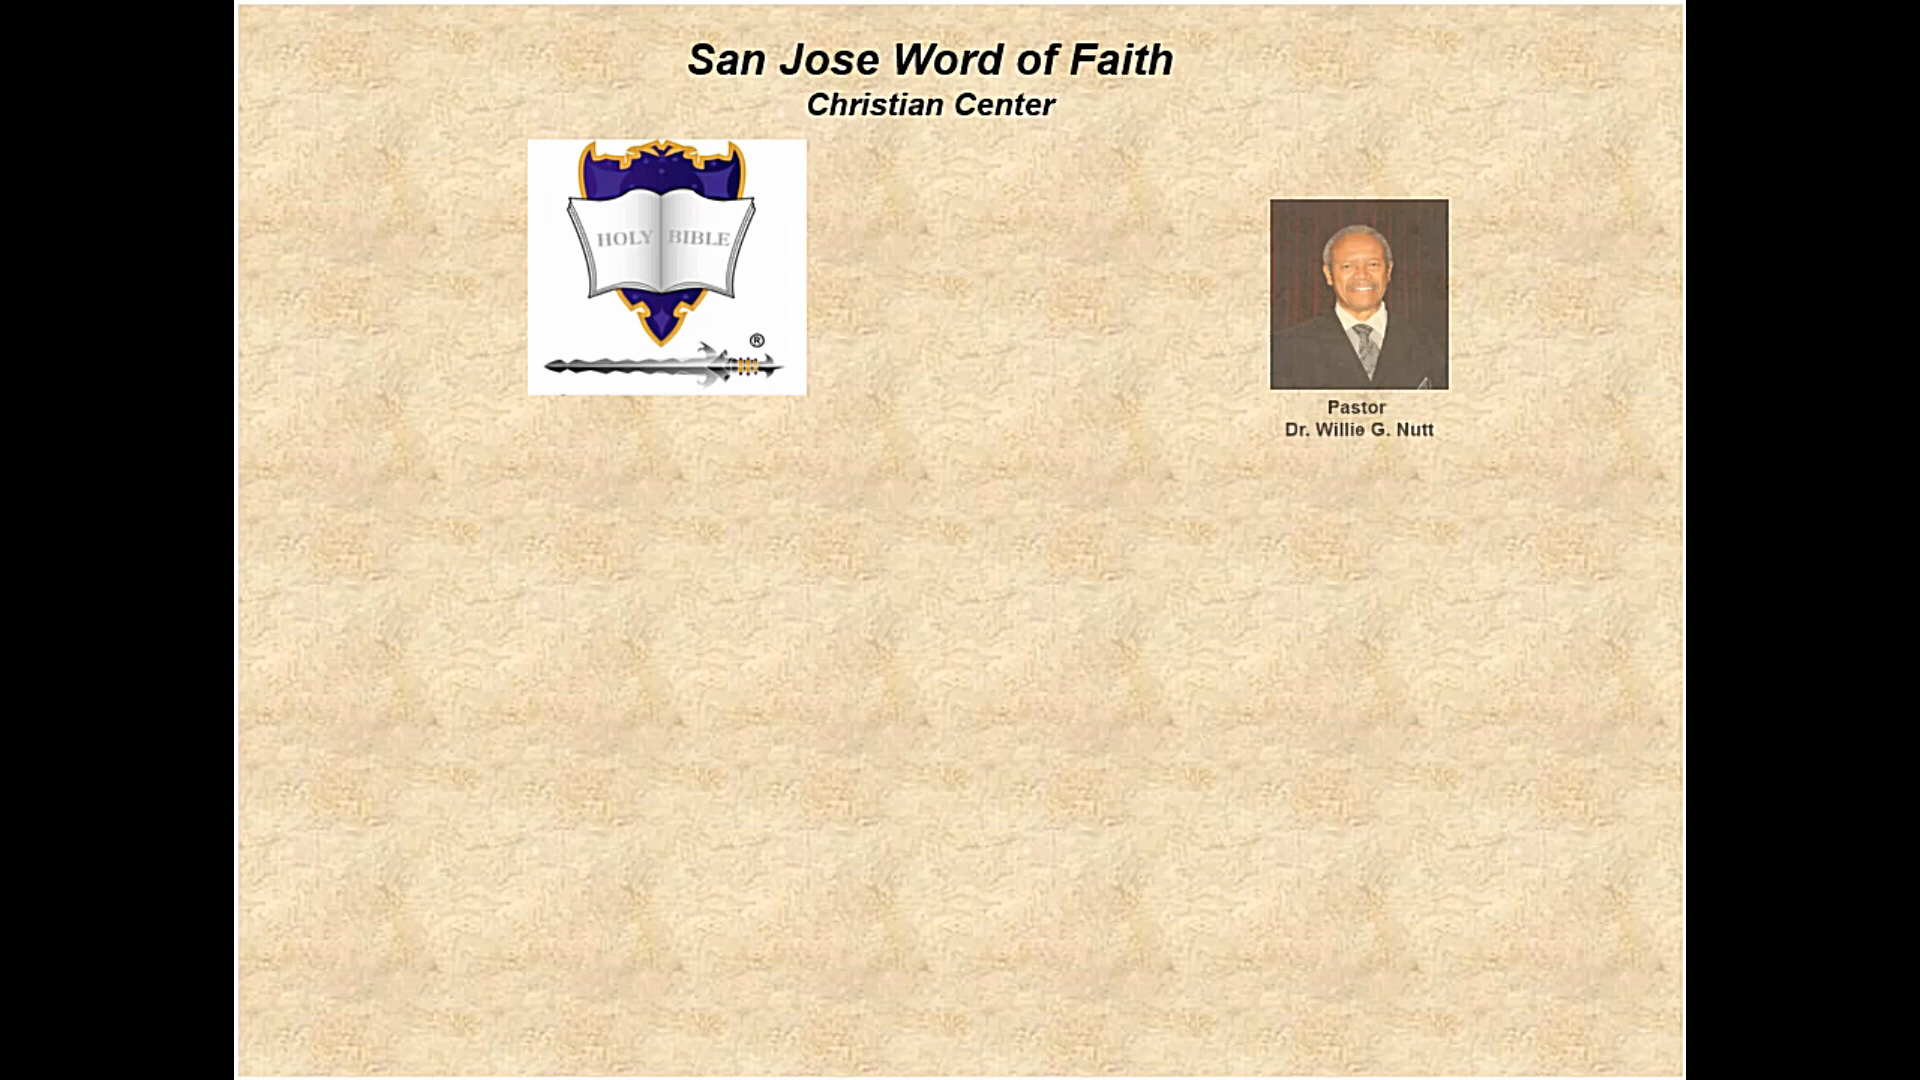 San Jose Word of Faith
Christian Center
HOLY BIBLE
®
Pastor
Dr. Willie G. Nutt